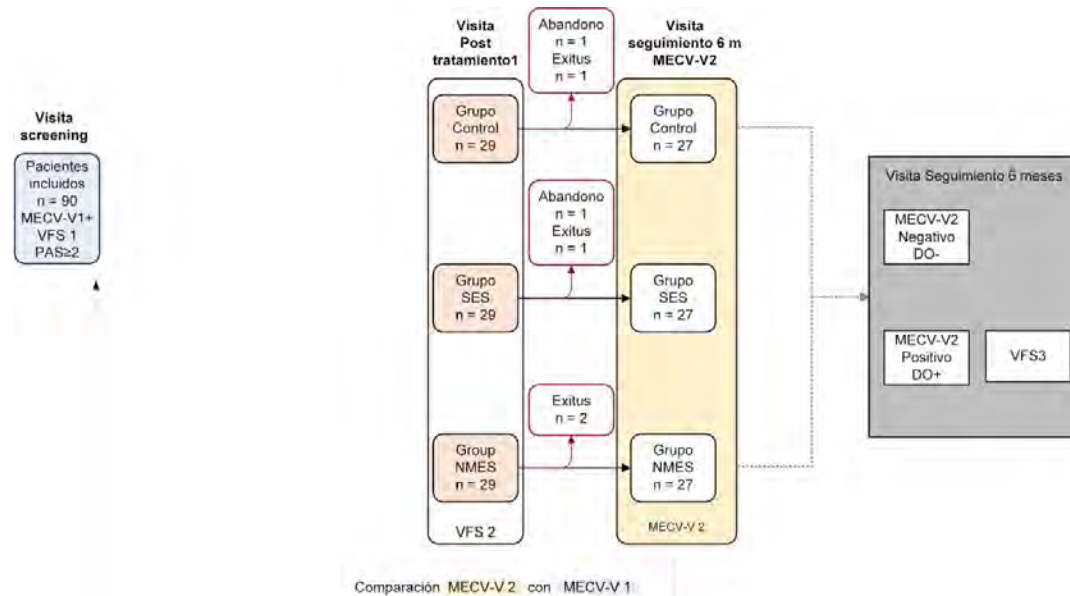 Visita
screening
Pacientes
incluidos
n = 90
MECV-V1+
VFS 1
PAS≥2
Visita
Post
tratamiento1
Grupo
Control
n = 29
Grupo
SES
n = 29
Group
NMES
n = 29
VFS 2
Abandono
n = 1
Exitus
n = 1
Abandono
n = 1
Exitus
n = 1
Exitus
n = 2
Visita
seguimiento 6 m
MECV-V2
Grupo
Control
n = 27
Grupo
SES
n = 27
Grupo
NMES
n = 27
MECV-V 2
Visita Seguimiento 6 meses
MECV-V2
Negativo
DO-
MECV-V2
Positivo
DO+
VFS3
Comparación MECV-V 2 con MECV-V 1